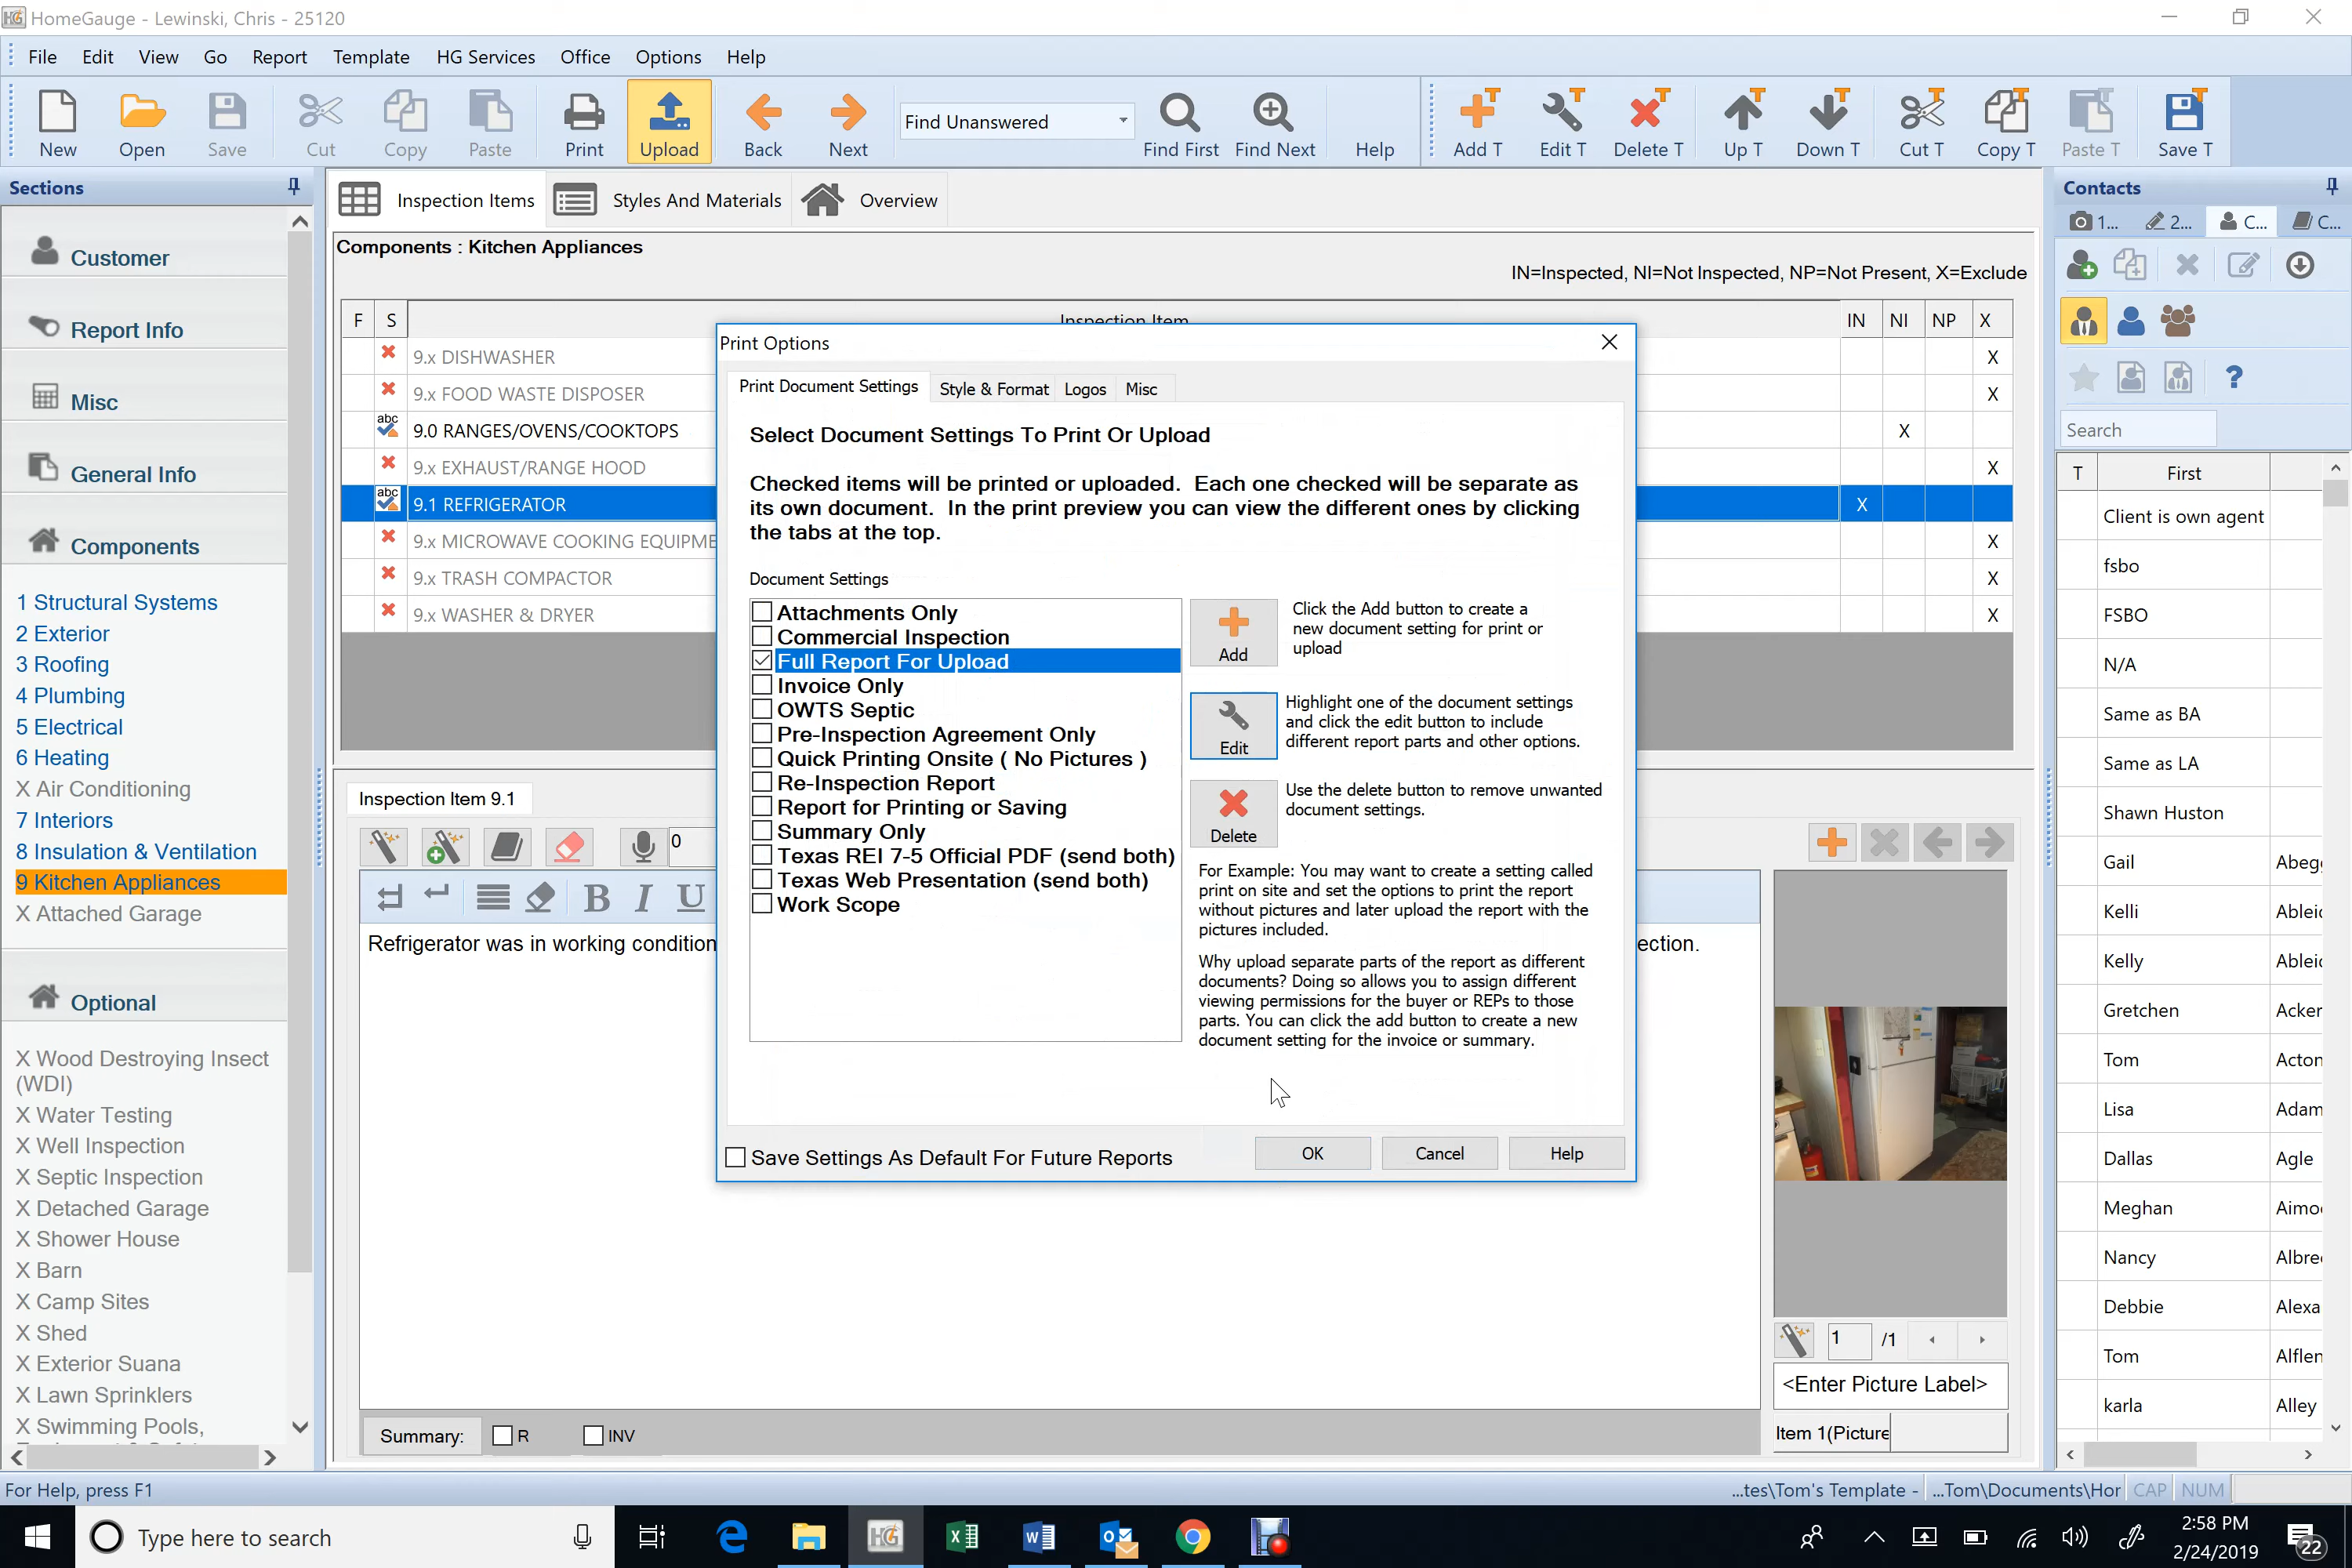 HomeGauge - Lewinski, Chris - 25120
File Edit View Go Report Template HG Services Office Options Help
New Open Save Cut Copy Paste Print Upload Back Next Find Unanswered Find First Find Next Help Add T Edit T Delete T Up T Down T Cut T Copy T Paste T Save T
Sections
Customer
Report Info
Misc
General Info
Components
1 Structural Systems
2 Exterior
3 Roofing
4 Plumbing
5 Electrical
6 Heating
X Air Conditioning
7 Interiors
8 Insulation & Ventilation
9 Kitchen Appliances
X Attached Garage
Optional
X Wood Destroying Insect
(WDI)
X Water Testing
X Well Inspection
X Septic Inspection
X Detached Garage
X Shower House
X Barn
X Camp Sites
X Shed
X Exterior Suana
X Lawn Sprinklers
X Swimming Pools,
Inspection Items Styles And Materials Overview
Components : Kitchen Appliances
IN=Inspected, NI=Not Inspected, NP=Not Present, X=Exclude
F S Inspection Item IN NI NP X
9.x DISHWASHER X
9.x FOOD WASTE DISPOSER X
abc 9.0 RANGES/OVENS/COOKTOPS X
9.x EXHAUST/RANGE HOOD X
abc 9.1 REFRIGERATOR X
9.x MICROWAVE COOKING EQUIPME X
9.x TRASH COMPACTOR X
9.x WASHER & DRYER X
Print Options
Print Document Settings Style & Format Logos Misc
Select Document Settings To Print Or Upload
Checked items will be printed or uploaded. Each one checked will be separate as
its own document. In the print preview you can view the different ones by clicking
the tabs at the top.
Document Settings
Attachments Only
Commercial Inspection
Full Report For Upload
Invoice Only
OWTS Septic
Pre-Inspection Agreement Only
Quick Printing Onsite ( No Pictures )
Re-Inspection Report
Report for Printing or Saving
Summary Only
Texas REI 7-5 Official PDF (send both)
Texas Web Presentation (send both)
Work Scope
Add
Click the Add button to create a
new document setting for print or
upload
Edit
Highlight one of the document settings
and click the edit button to include
different report parts and other options.
Delete
Use the delete button to remove unwanted
document settings.
For Example: You may want to create a setting called
print on site and set the options to print the report
without pictures and later upload the report with the
pictures included.
Why upload separate parts of the report as different
documents? Doing so allows you to assign different
viewing permissions for the buyer or REPs to those
parts. You can click the add button to create a new
document setting for the invoice or summary.
Save Settings As Default For Future Reports
OK Cancel Help
Inspection Item 9.1
0
B I U
Refrigerator was in working condition ection.
Summary: R INV
1 /1
<Enter Picture Label>
Item 1(Picture
Contacts
1... 2... C... C...
Search
T First
Client is own agent
fsbo
FSBO
N/A
Same as BA
Same as LA
Shawn Huston
Gail Abeg
Kelli Ableic
Kelly Ableic
Gretchen Acker
Tom Acton
Lisa Adam
Dallas Agle
Meghan Aimo
Nancy Albre
Debbie Alexa
Tom Alflen
karla Alley
For Help, press F1
...tes\Tom's Template - ...Tom\Documents\Hor CAP NUM
Type here to search
2:58 PM
2/24/2019
22